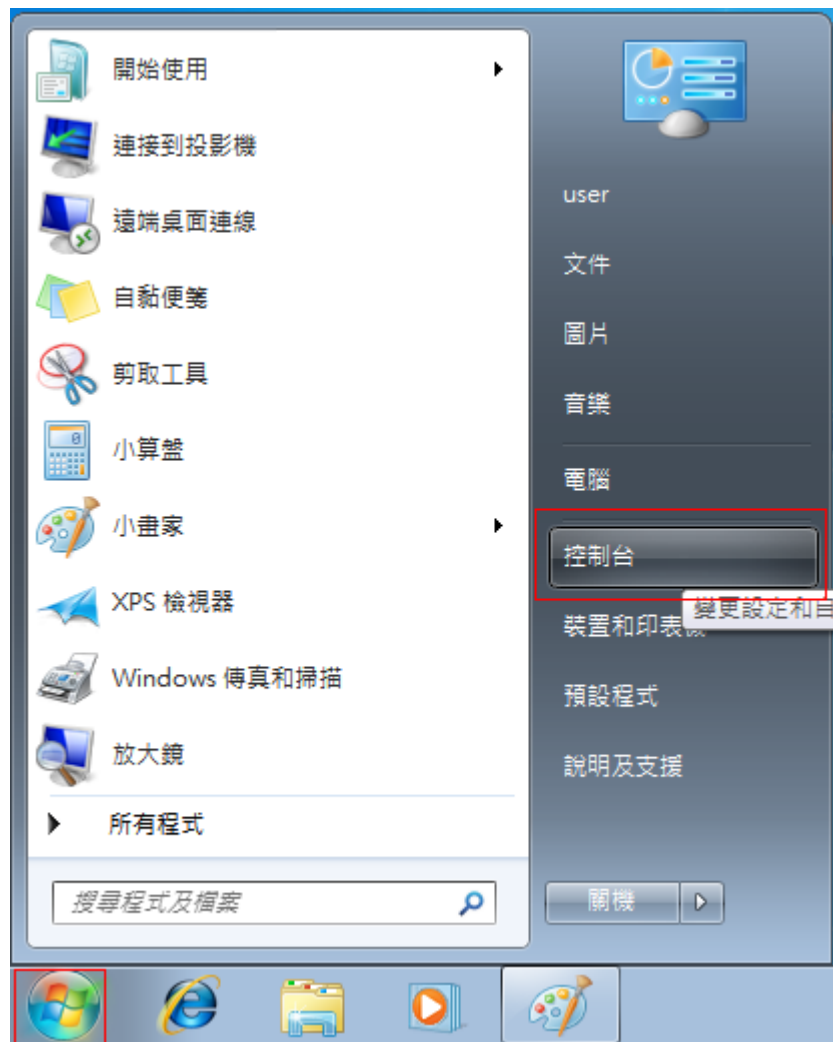 開始使用
連接到投影機
遠端桌面連線
自黏便箋
剪取工具
小算盤
小畫家
XPS 檢視器
Windows 傳真和掃描
放大鏡
所有程式
搜尋程式及檔案
user
文件
圖片
音樂
電腦
控制台
變更設定和自
裝置和印表機
預設程式
說明及支援
關機